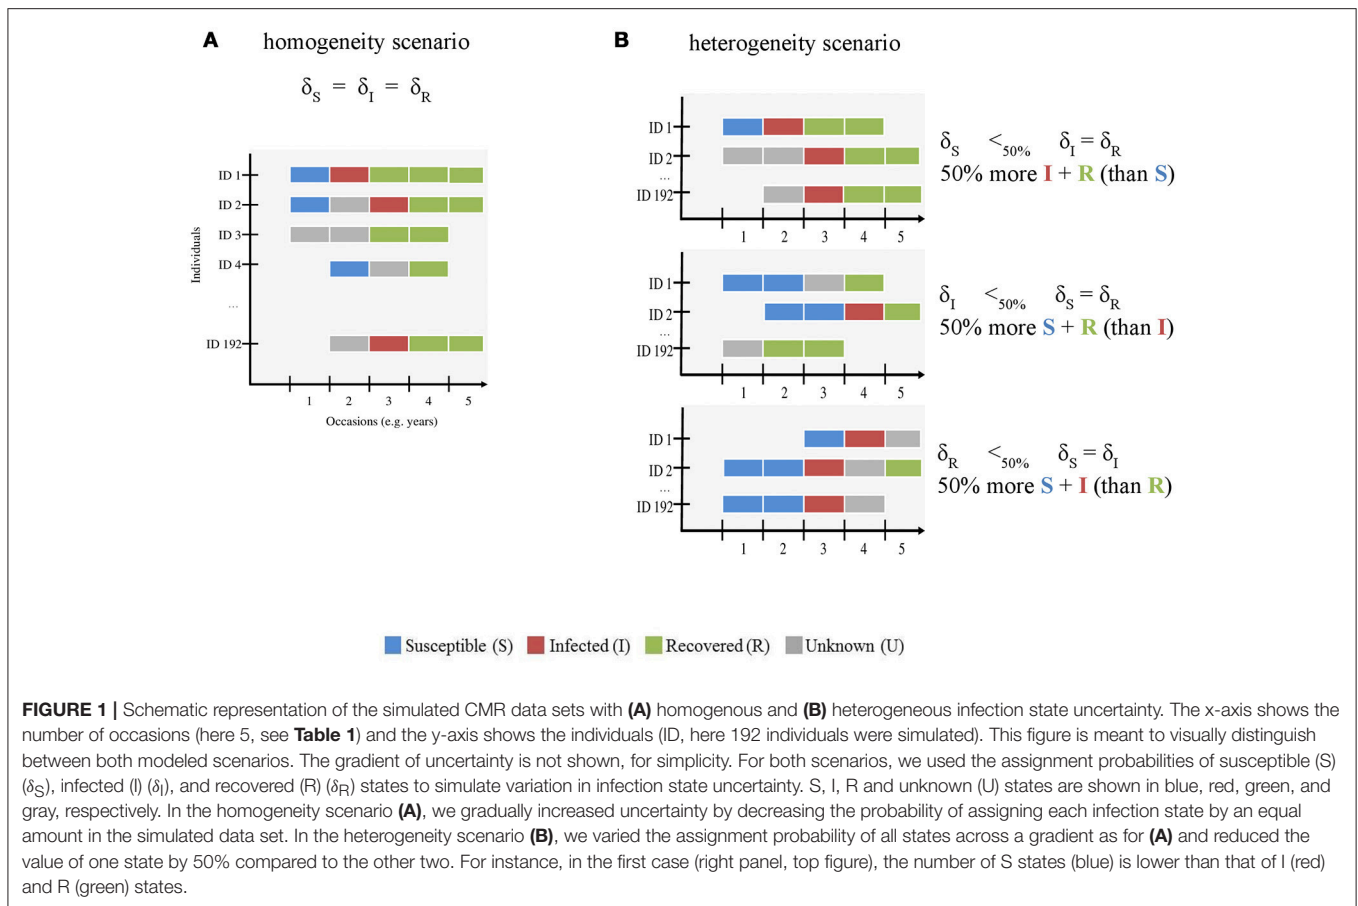 A homogeneity scenario
δS = δI = δR
Individuals
ID 1
ID 2
ID 3
ID 4
...
ID 192
1 2 3 4 5
Occasions (e.g. years)
B heterogeneity scenario
ID 1
ID 2
...
ID 192
1 2 3 4 5
δS <50% δI = δR
50% more I + R (than S)
ID 1
ID 2
...
ID 192
1 2 3 4 5
δI <50% δS = δR
50% more S + R (than I)
ID 1
ID 2
...
ID 192
1 2 3 4 5
δR <50% δS = δI
50% more S + I (than R)
Susceptible (S) Infected (I) Recovered (R) Unknown (U)
FIGURE 1 | Schematic representation of the simulated CMR data sets with (A) homogenous and (B) heterogeneous infection state uncertainty. The x-axis shows the
number of occasions (here 5, see Table 1) and the y-axis shows the individuals (ID, here 192 individuals were simulated). This figure is meant to visually distinguish
between both modeled scenarios. The gradient of uncertainty is not shown, for simplicity. For both scenarios, we used the assignment probabilities of susceptible (S)
(δS), infected (I) (δI), and recovered (R) (δR) states to simulate variation in infection state uncertainty. S, I, R and unknown (U) states are shown in blue, red, green, and
gray, respectively. In the homogeneity scenario (A), we gradually increased uncertainty by decreasing the probability of assigning each infection state by an equal
amount in the simulated data set. In the heterogeneity scenario (B), we varied the assignment probability of all states across a gradient as for (A) and reduced the
value of one state by 50% compared to the other two. For instance, in the first case (right panel, top figure), the number of S states (blue) is lower than that of I (red)
and R (green) states.